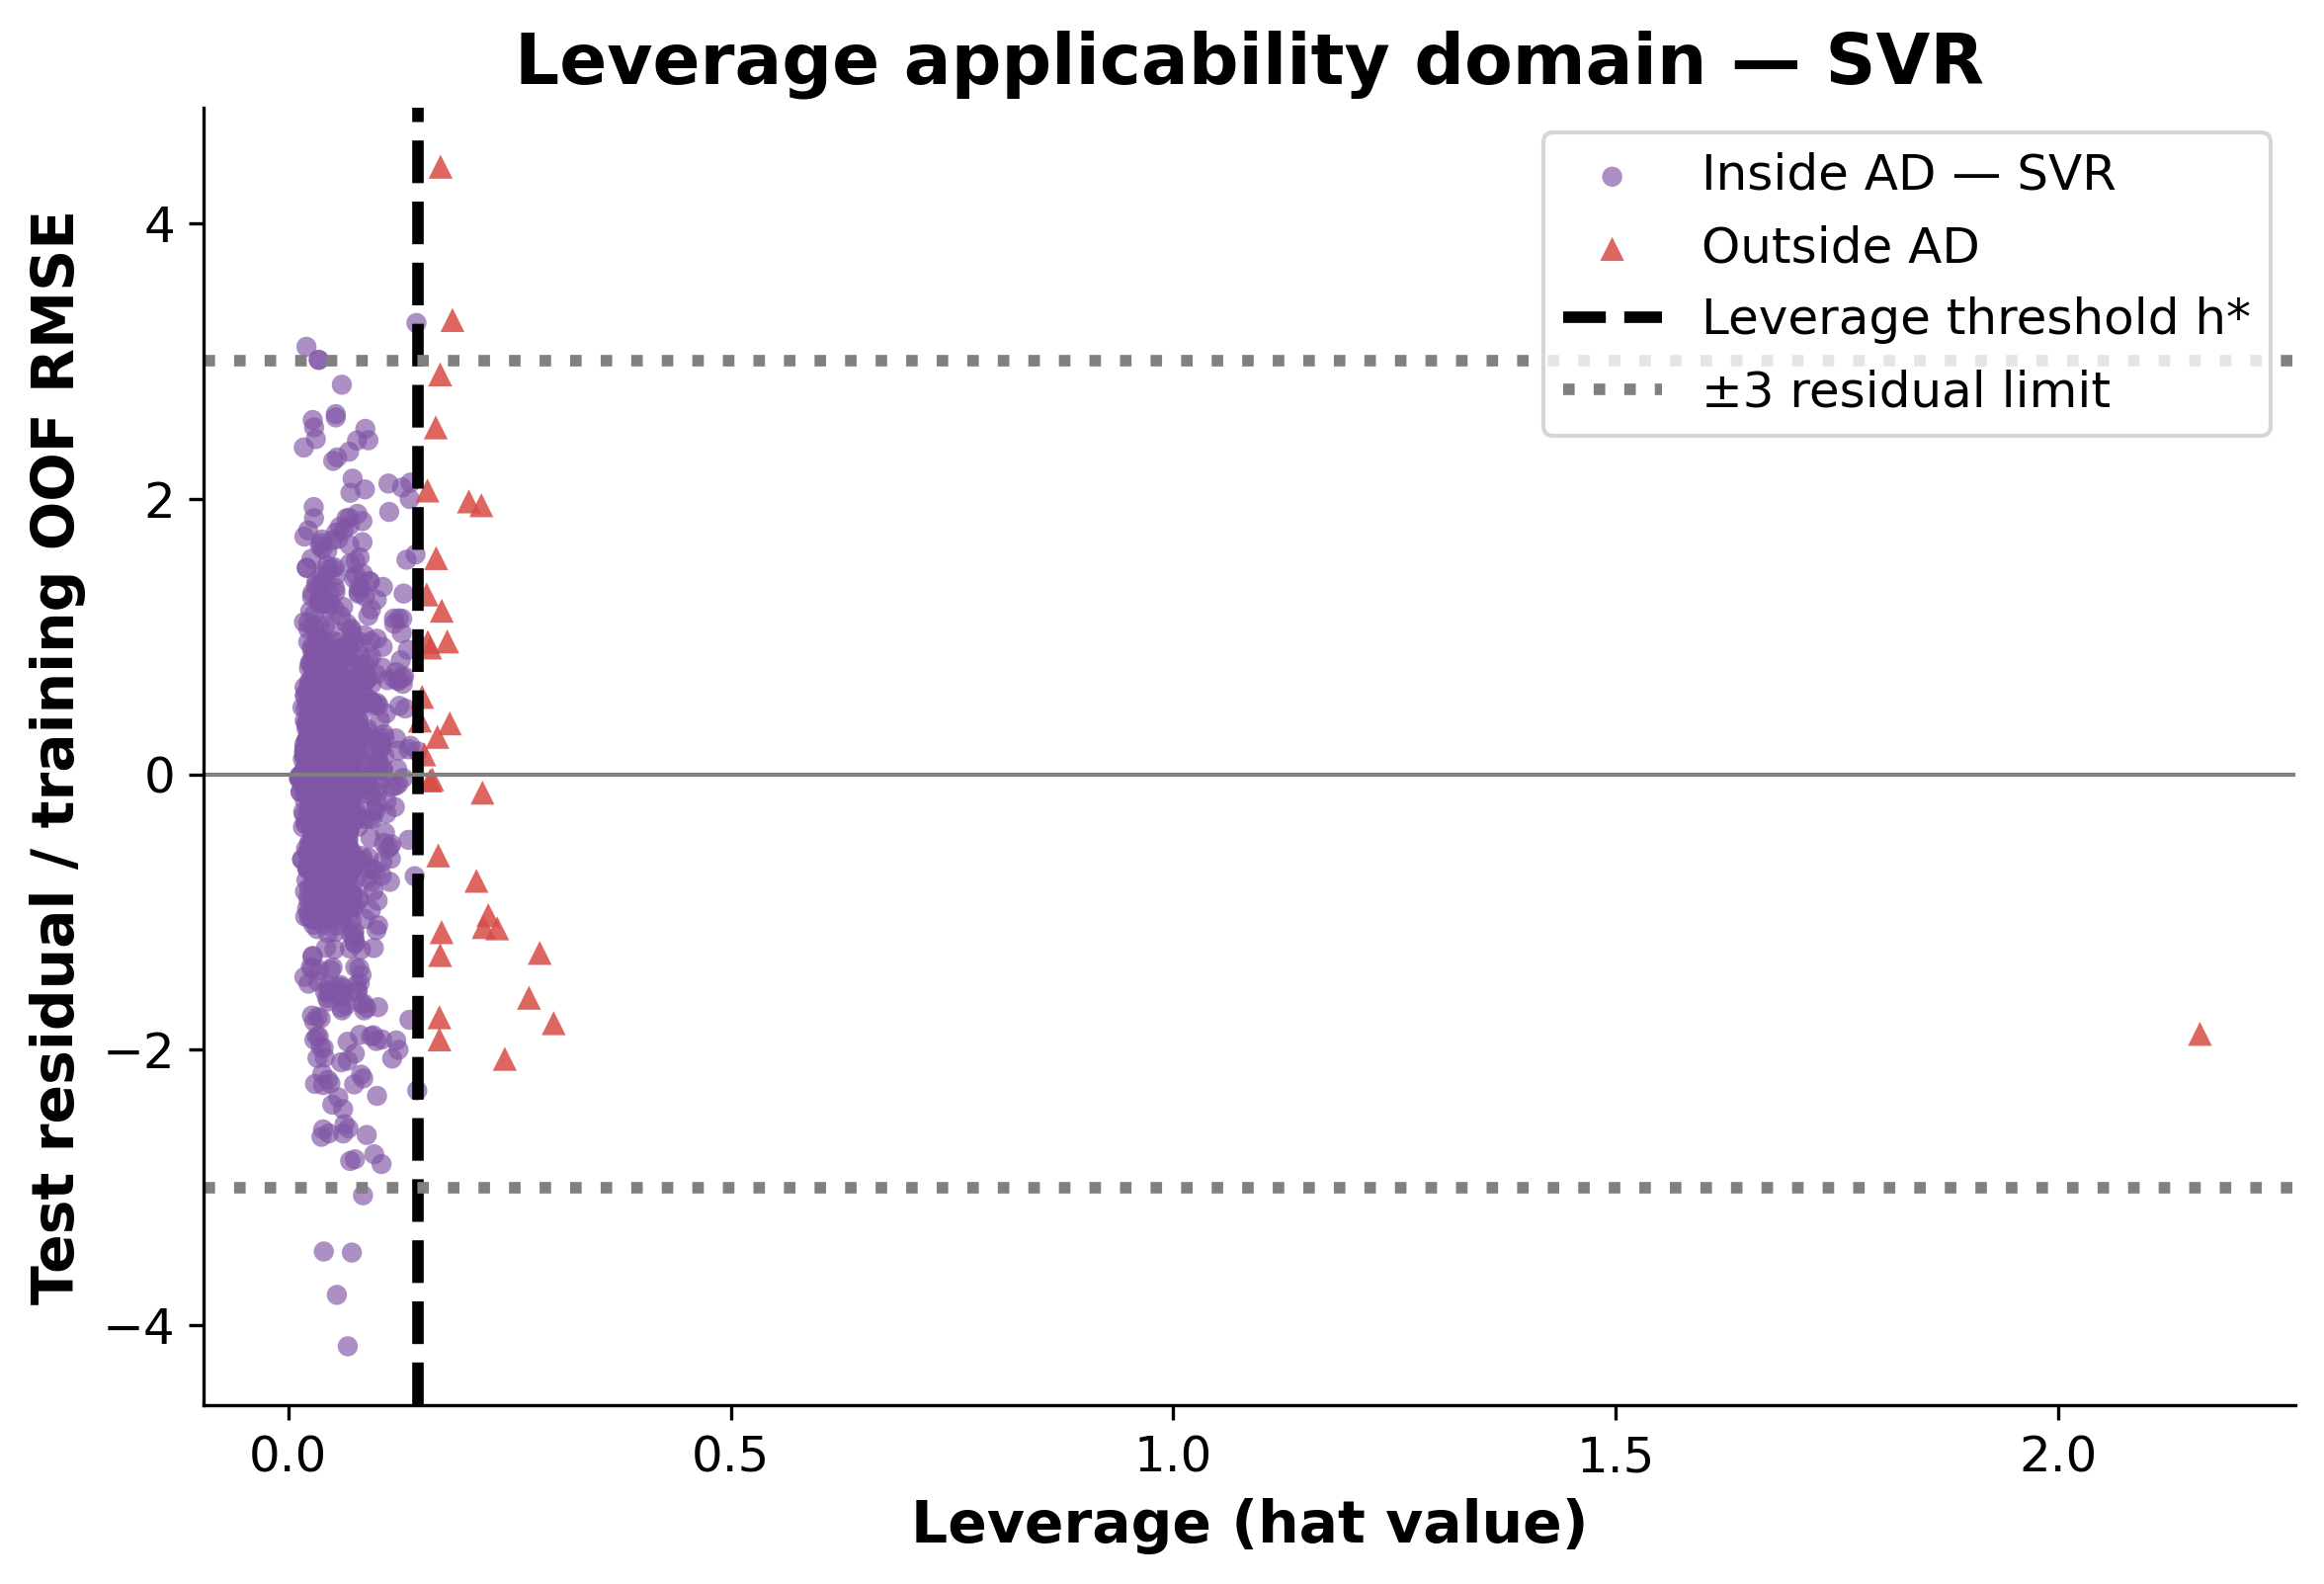 Leverage applicability domain — SVR
Inside AD — SVR
Outside AD
Leverage threshold h*
±3 residual limit
Test residual / training OOF RMSE
4
2
0
−2
−4
0.0
0.5
1.0
1.5
2.0
Leverage (hat value)